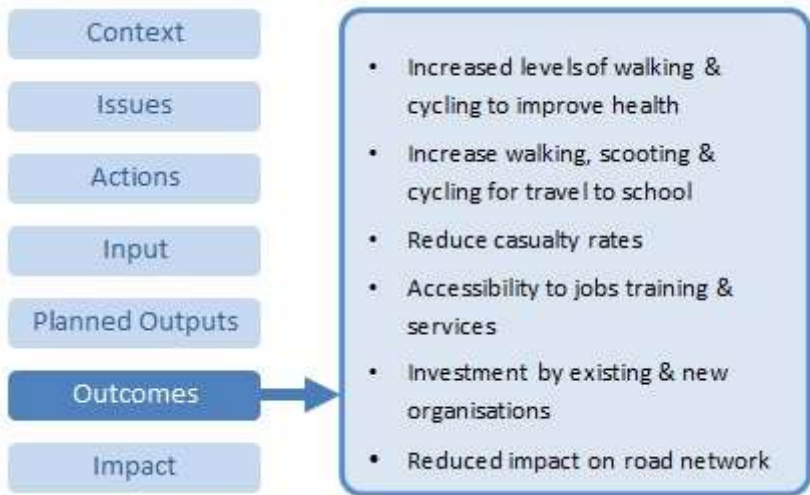 Context
Issues
Actions
Input
Planned Outputs
Outcomes
Impact
• Increased levels of walking &
cycling to improve health
• Increase walking, scooting &
cycling for travel to school
• Reduce casualty rates
• Accessibility to jobs training &
services
• Investment by existing & new
organisations
• Reduced impact on road network